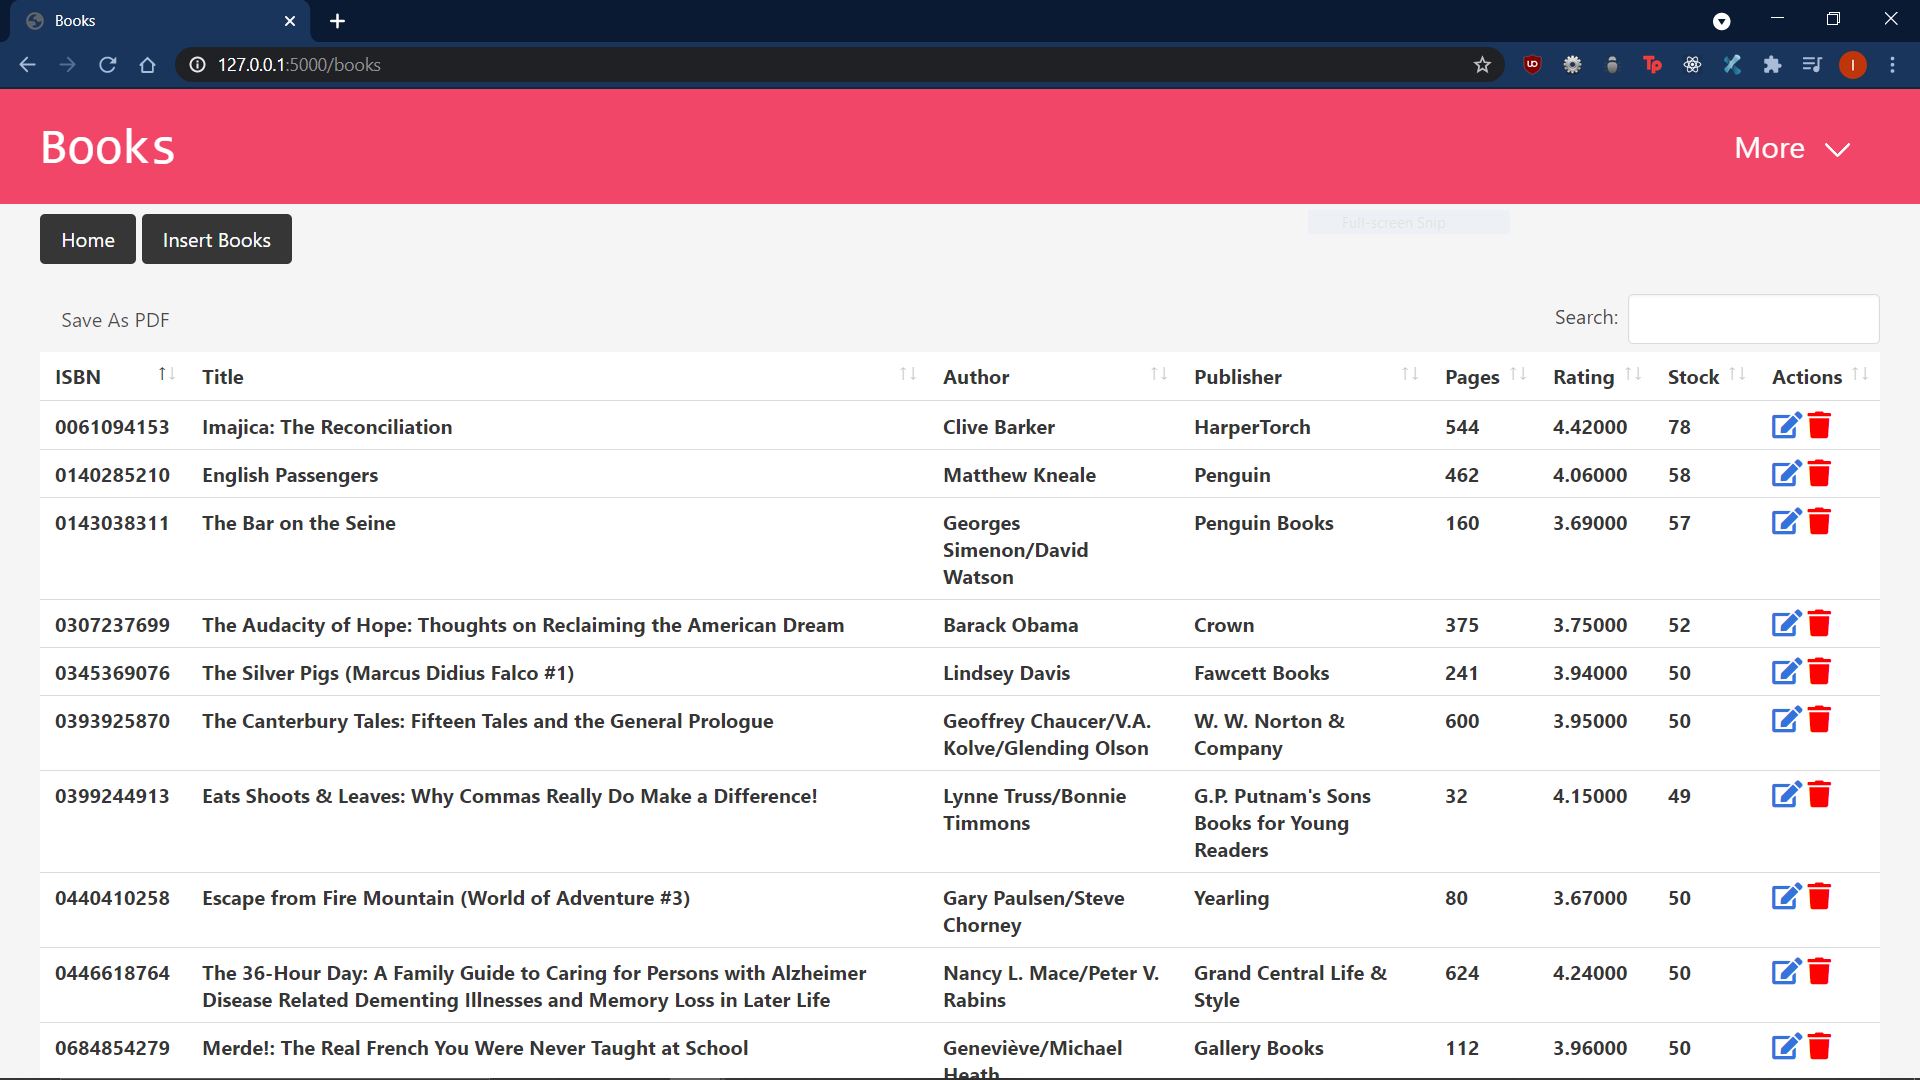 Books
127.0.0.1:5000/books
Books
More
Home Insert Books
Full-screen Snip
Save As PDF
Search:
ISBN Title Author Publisher Pages Rating Stock Actions
0061094153 Imajica: The Reconciliation Clive Barker HarperTorch 544 4.42000 78
0140285210 English Passengers Matthew Kneale Penguin 462 4.06000 58
0143038311 The Bar on the Seine Georges Penguin Books 160 3.69000 57
Simenon/David
Watson
0307237699 The Audacity of Hope: Thoughts on Reclaiming the American Dream Barack Obama Crown 375 3.75000 52
0345369076 The Silver Pigs (Marcus Didius Falco #1) Lindsey Davis Fawcett Books 241 3.94000 50
0393925870 The Canterbury Tales: Fifteen Tales and the General Prologue Geoffrey Chaucer/V.A. W. W. Norton & 600 3.95000 50
Kolve/Glending Olson Company
0399244913 Eats Shoots & Leaves: Why Commas Really Do Make a Difference! Lynne Truss/Bonnie G.P. Putnam's Sons 32 4.15000 49
Timmons Books for Young
Readers
0440410258 Escape from Fire Mountain (World of Adventure #3) Gary Paulsen/Steve Yearling 80 3.67000 50
Chorney
0446618764 The 36-Hour Day: A Family Guide to Caring for Persons with Alzheimer Nancy L. Mace/Peter V. Grand Central Life & 624 4.24000 50
Disease Related Dementing Illnesses and Memory Loss in Later Life Rabins Style
0684854279 Merde!: The Real French You Were Never Taught at School Geneviève/Michael Gallery Books 112 3.96000 50
Heath